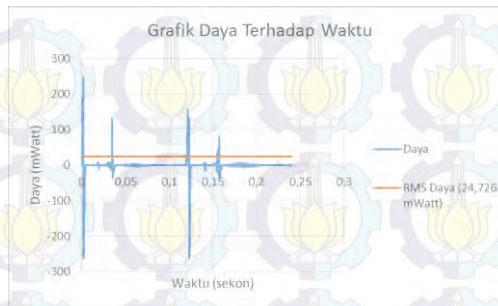 Grafik Daya Terhadap Waktu
300
200
100
0
-100
-200
-300
0
0,05
0,1
0,15
0,2
0,25
0,3
Daya (mWatt)
Waktu (sekon)
Daya
RMS Daya (24,726
mWatt)